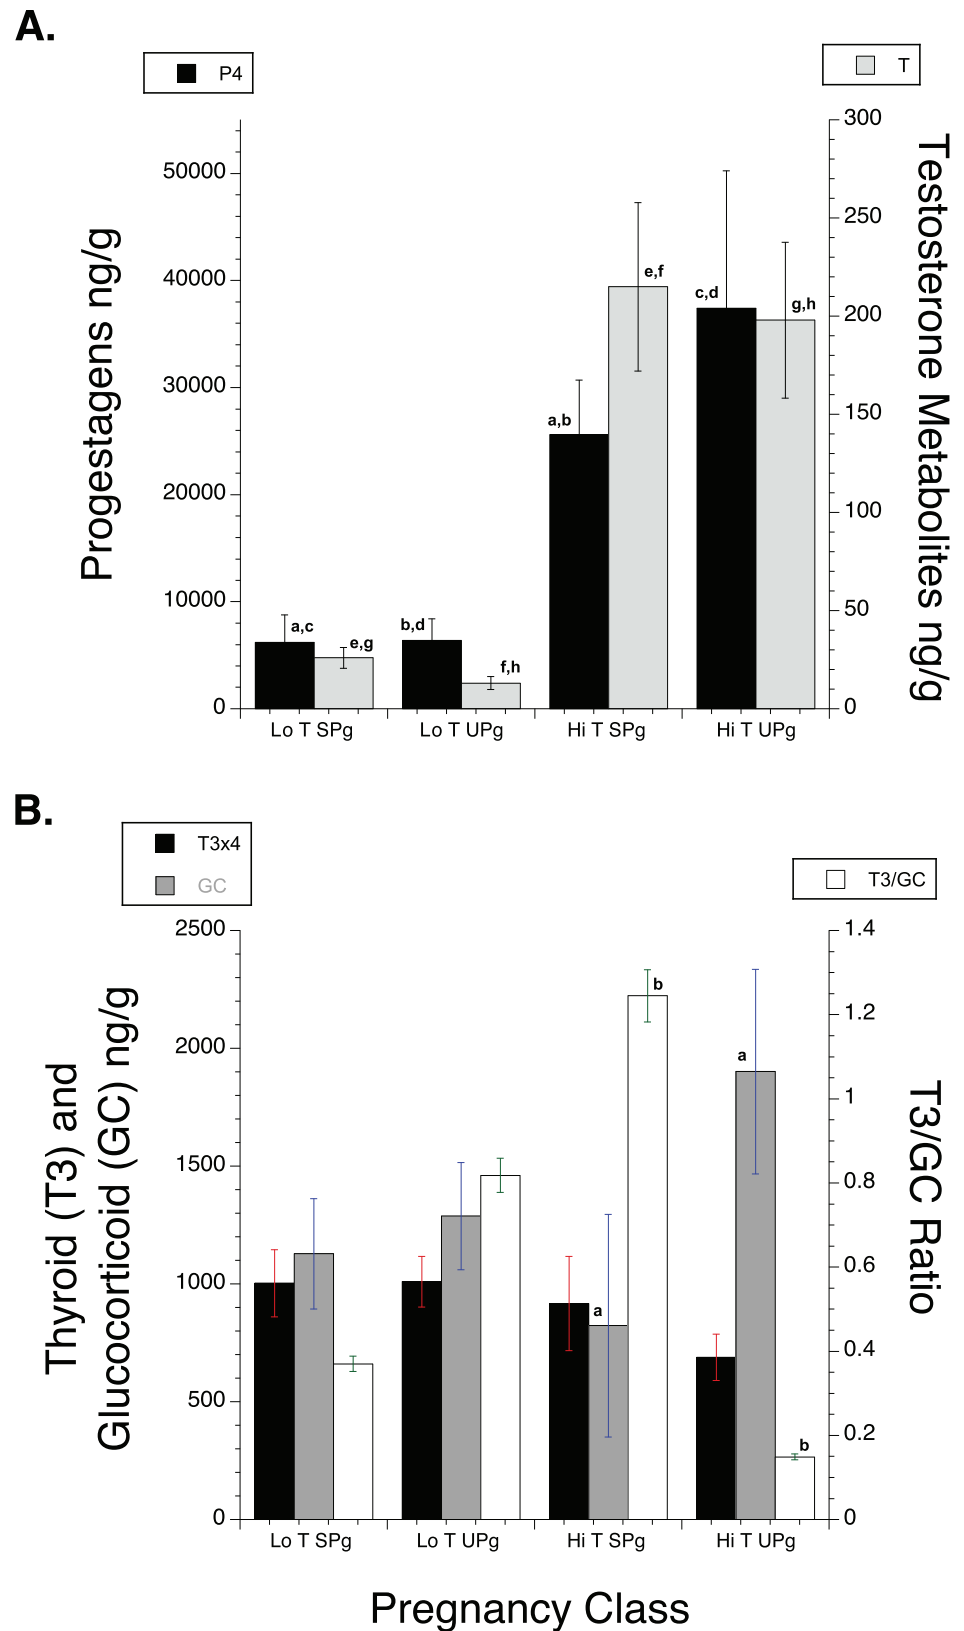 A.
P4
T
Progestagens ng/g
50000
40000
30000
20000
10000
0
300
250
200
150
100
50
0
Testosterone Metabolites ng/g
a,c
e,g
b,d
f,h
a,b
e,f
c,d
g,h
Lo T SPg
Lo T UPg
Hi T SPg
Hi T UPg
B.
T3x4
GC
T3/GC
Thyroid (T3) and
Glucocorticoid (GC) ng/g
2500
2000
1500
1000
500
0
1.4
1.2
1
0.8
0.6
0.4
0.2
0
T3/GC Ratio
a
b
a
b
Lo T SPg
Lo T UPg
Hi T SPg
Hi T UPg
Pregnancy Class